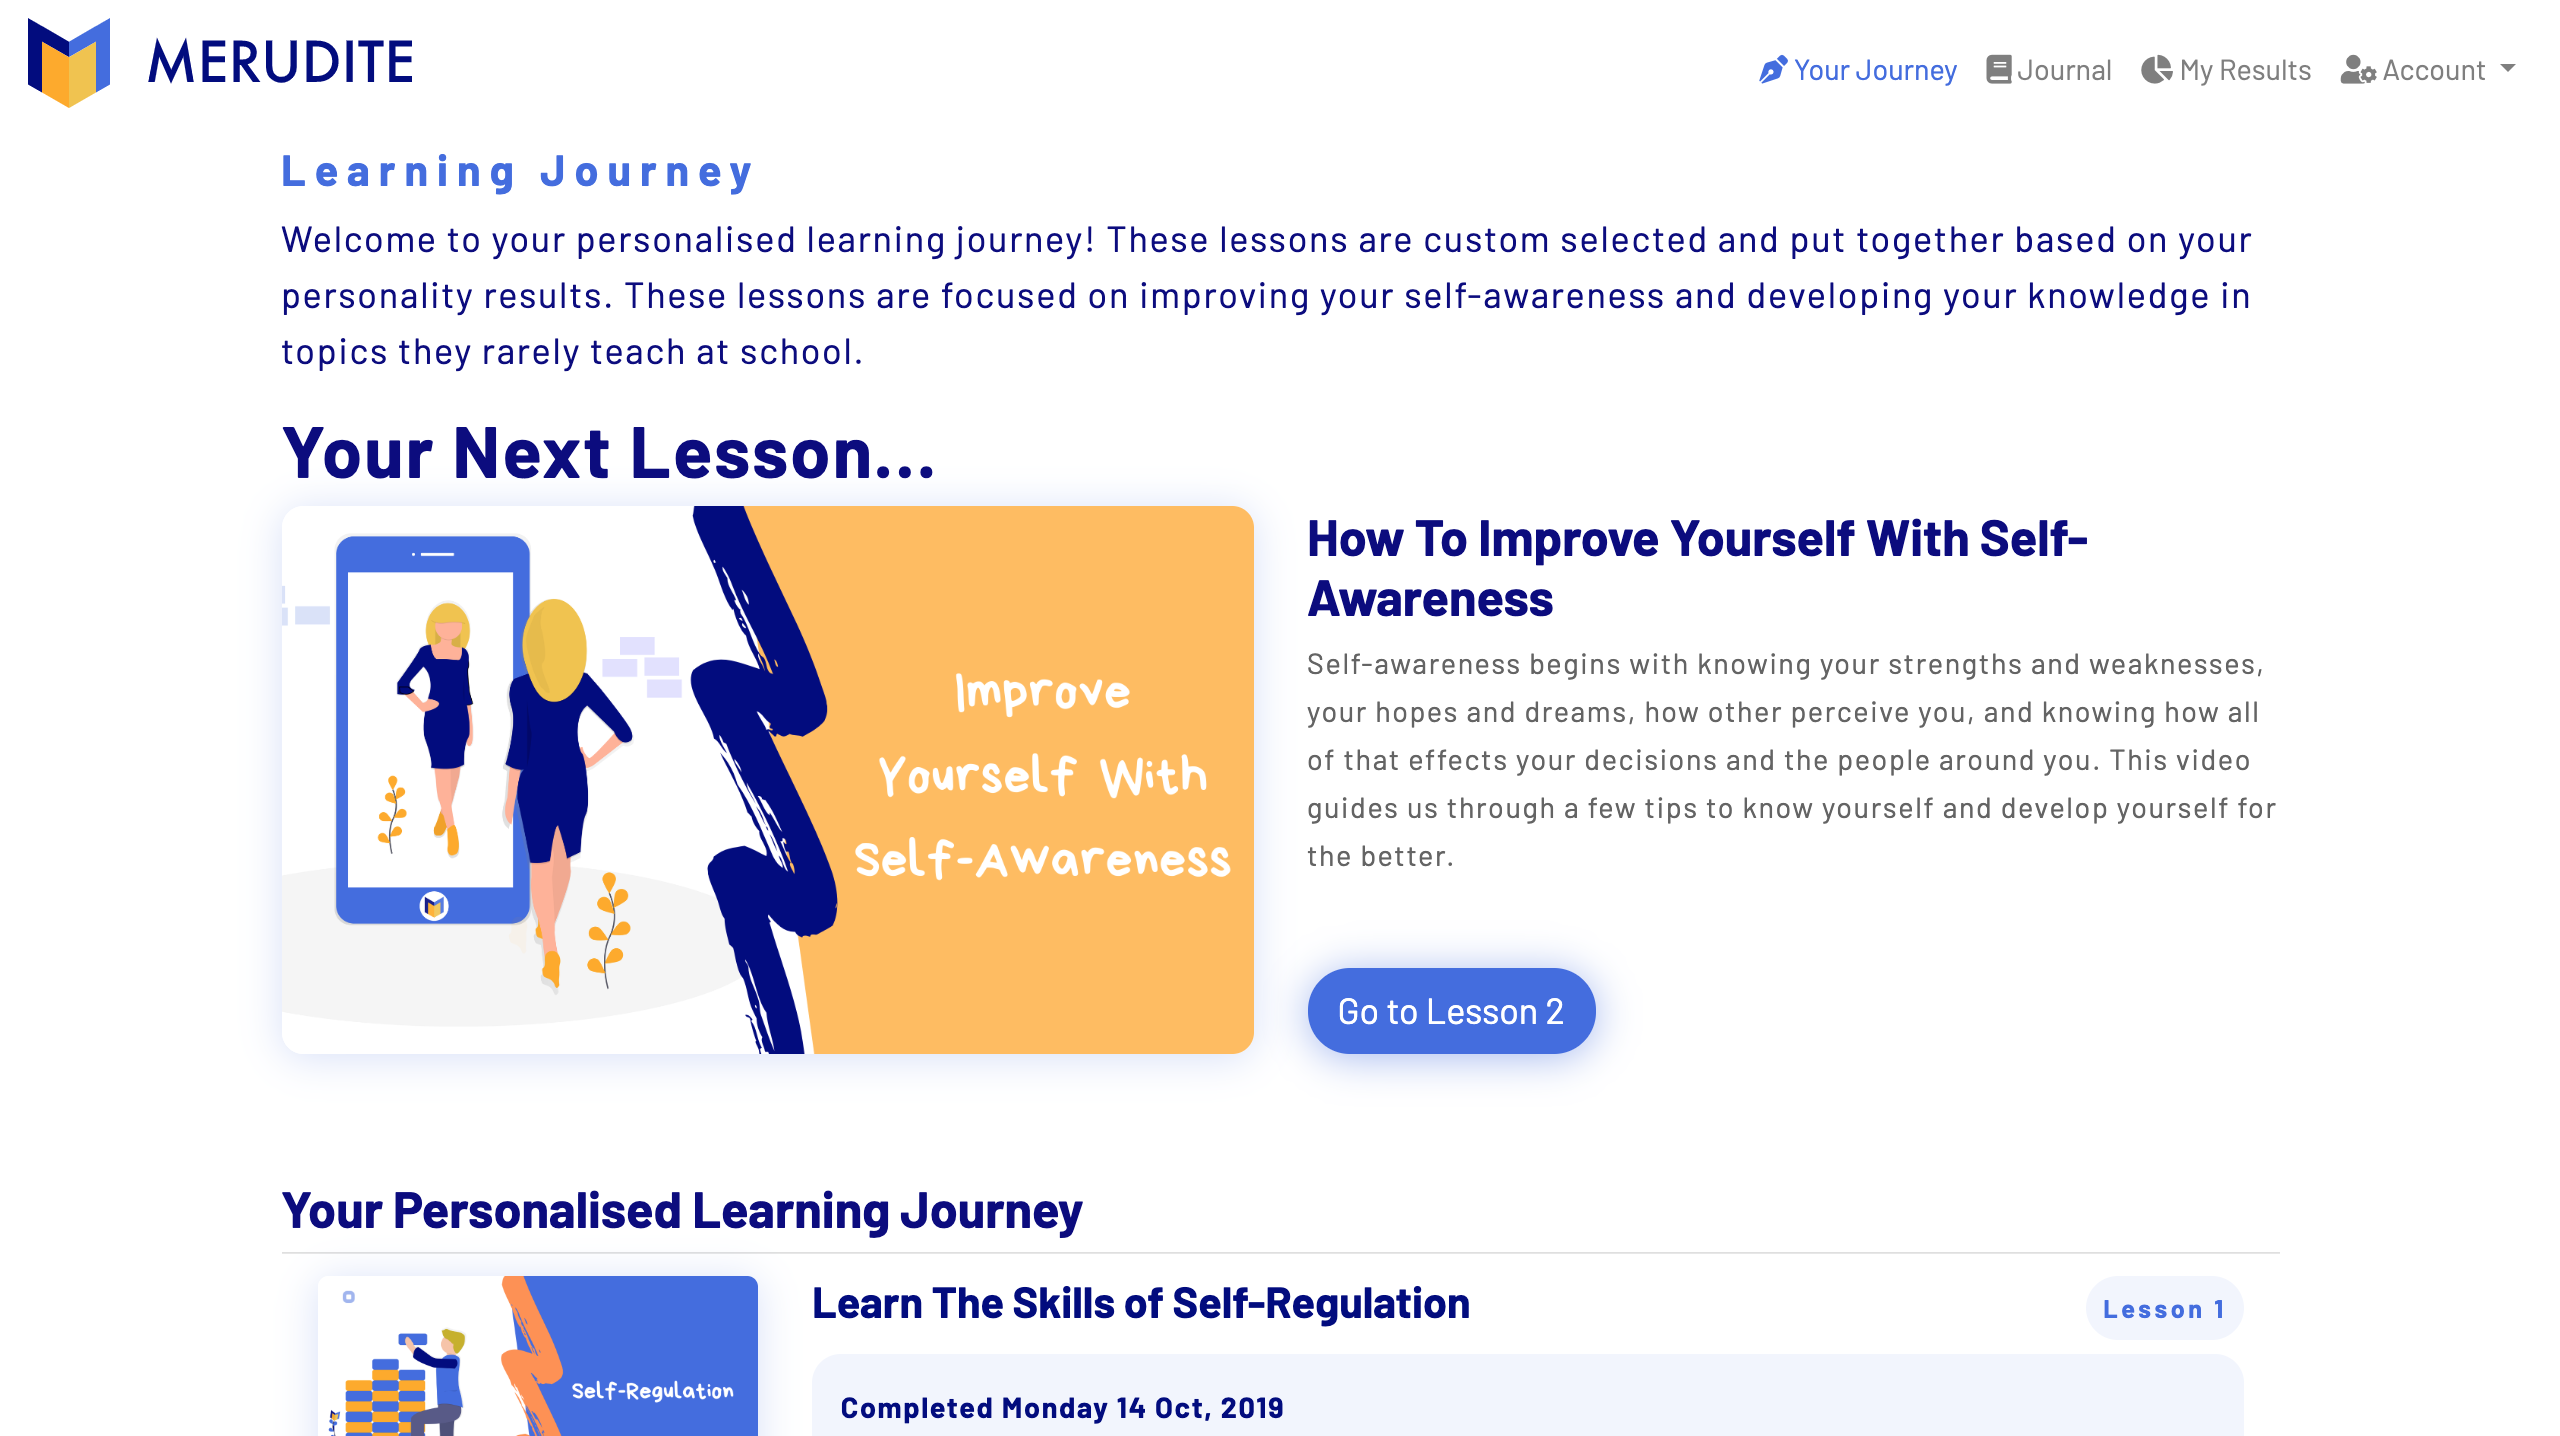 MERUDITE
Your Journey
Journal
My Results
Account
Learning Journey
Welcome to your personalised learning journey! These lessons are custom selected and put together based on your
personality results. These lessons are focused on improving your self-awareness and developing your knowledge in
topics they rarely teach at school.
Your Next Lesson...
Improve
Yourself With
Self-Awareness
How To Improve Yourself With Self-
Awareness
Self-awareness begins with knowing your strengths and weaknesses,
your hopes and dreams, how other perceive you, and knowing how all
of that effects your decisions and the people around you. This video
guides us through a few tips to know yourself and develop yourself for
the better.
Go to Lesson 2
Your Personalised Learning Journey
Self-Regulation
Learn The Skills of Self-Regulation
Lesson 1
Completed Monday 14 Oct, 2019